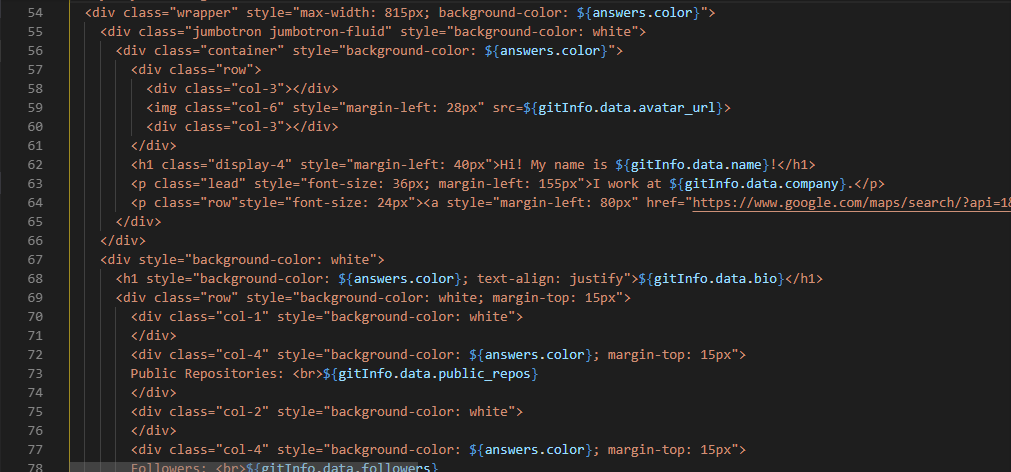 54 <div class="wrapper" style="max-width: 815px; background-color: ${answers.color}">
55 <div class="jumbotron jumbotron-fluid" style="background-color: white">
56 <div class="container" style="background-color: ${answers.color}">
57 <div class="row">
58 <div class="col-3"></div>
59 <img class="col-6" style="margin-left: 28px" src=${gitInfo.data.avatar_url}>
60 <div class="col-3"></div>
61 </div>
62 <h1 class="display-4" style="margin-left: 40px">Hi! My name is ${gitInfo.data.name}!</h1>
63 <p class="lead" style="font-size: 36px; margin-left: 155px">I work at ${gitInfo.data.company}.</p>
64 <p class="row"style="font-size: 24px"><a style="margin-left: 80px" href="https://www.google.com/maps/search/?api=1&
65 </div>
66 </div>
67 <div style="background-color: white">
68 <h1 style="background-color: ${answers.color}; text-align: justify">${gitInfo.data.bio}</h1>
69 <div class="row" style="background-color: white; margin-top: 15px">
70 <div class="col-1" style="background-color: white">
71 </div>
72 <div class="col-4" style="background-color: ${answers.color}; margin-top: 15px">
73 Public Repositories: <br>${gitInfo.data.public_repos}
74 </div>
75 <div class="col-2" style="background-color: white">
76 </div>
77 <div class="col-4" style="background-color: ${answers.color}; margin-top: 15px">
78 Followers: <br>${gitInfo.data.followers}